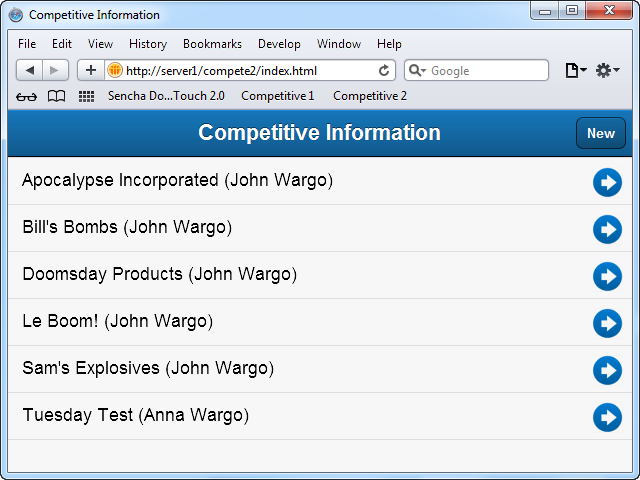 Competitive Information
File Edit View History Bookmarks Develop Window Help
http://server1/compete2/index.html Google
Sencha Do...Touch 2.0 Competitive 1 Competitive 2
Competitive Information New
Apocalypse Incorporated (John Wargo)
Bill's Bombs (John Wargo)
Doomsday Products (John Wargo)
Le Boom! (John Wargo)
Sam's Explosives (John Wargo)
Tuesday Test (Anna Wargo)